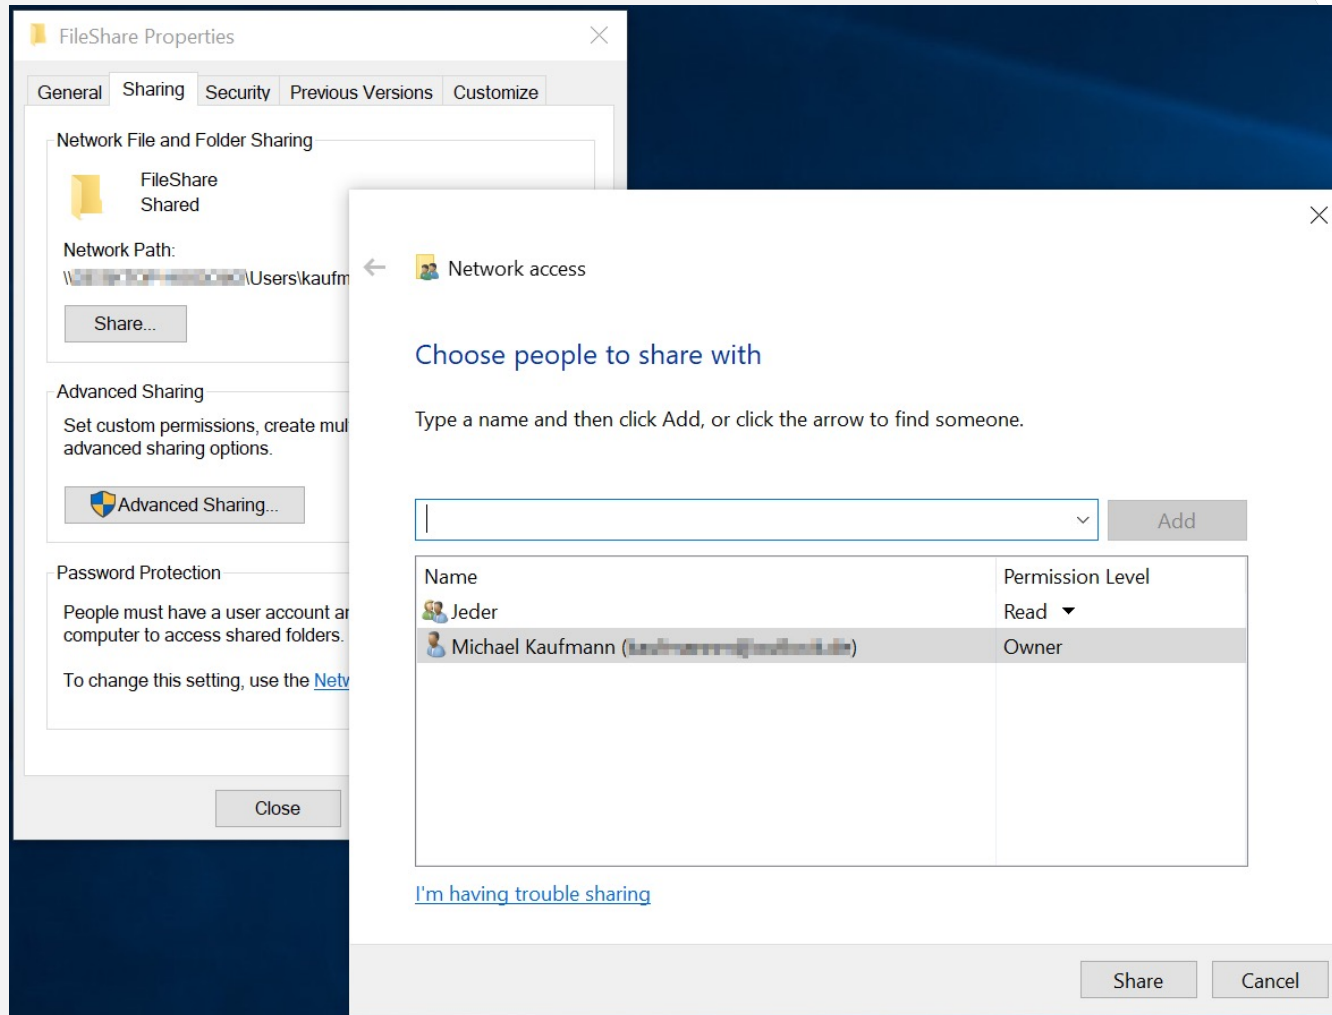 FileShare Properties
General Sharing Security Previous Versions Customize
Network File and Folder Sharing
FileShare
Shared
Network Path:
\\ \Users\kaufm
Share...
Advanced Sharing
Set custom permissions, create mul
advanced sharing options.
Advanced Sharing...
Password Protection
People must have a user account an
computer to access shared folders.
To change this setting, use the Netw
Close
Network access
Choose people to share with
Type a name and then click Add, or click the arrow to find someone.
Add
Name Permission Level
Jeder Read
Michael Kaufmann ( ) Owner
I'm having trouble sharing
Share Cancel